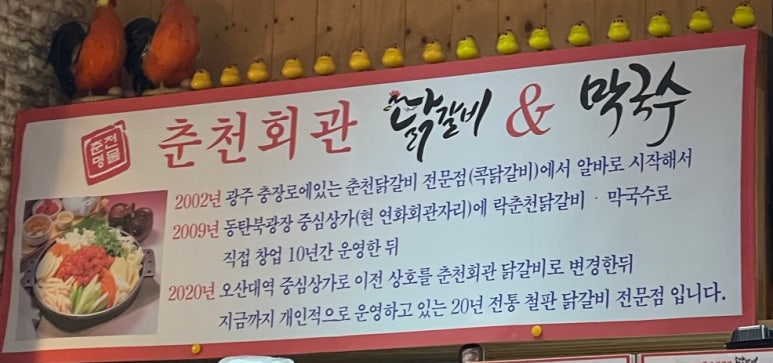 춘천
명물
춘천회관 닭갈비 & 막국수
2002년 광주 충장로에있는 춘천닭갈비 전문점(콕닭갈비)에서 알바로 시작해서
2009년 동탄북광장 중심상가(현 연화회관자리)에 락춘천닭갈비 · 막국수로
직접 창업 10년간 운영한 뒤
2020년 오산대역 중심상가로 이전 상호를 춘천회관 닭갈비로 변경한뒤
지금까지 개인적으로 운영하고 있는 20년 전통 철판 닭갈비 전문점 입니다.